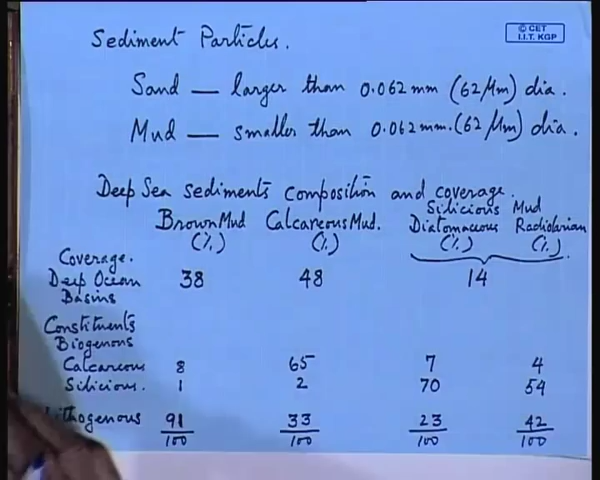 © CET
I.I.T. KGP
Sediment Particles.
Sand — larger than 0.062 mm (62 μm) dia.
Mud — smaller than 0.062 mm. (62 μm) dia.
Deep Sea sediments composition and coverage.
Silicious Mud
Brown Mud Calcareous Mud. Diatomaceous Radiolarian
(%) (%) (%) (%)
Coverage.
Deep Ocean 38 48 14
Basins
Constituents
Biogenous
Calcareous 8 65 7 4
Silicious. 1 2 70 54
Lithogenous 91 33 23 42
100 100 100 100